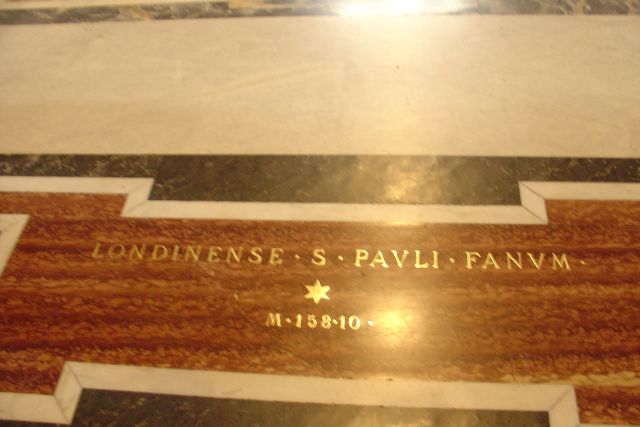 LONDINENSE · S · PAVLI · FANVM ·
M · 158 · 10 ·